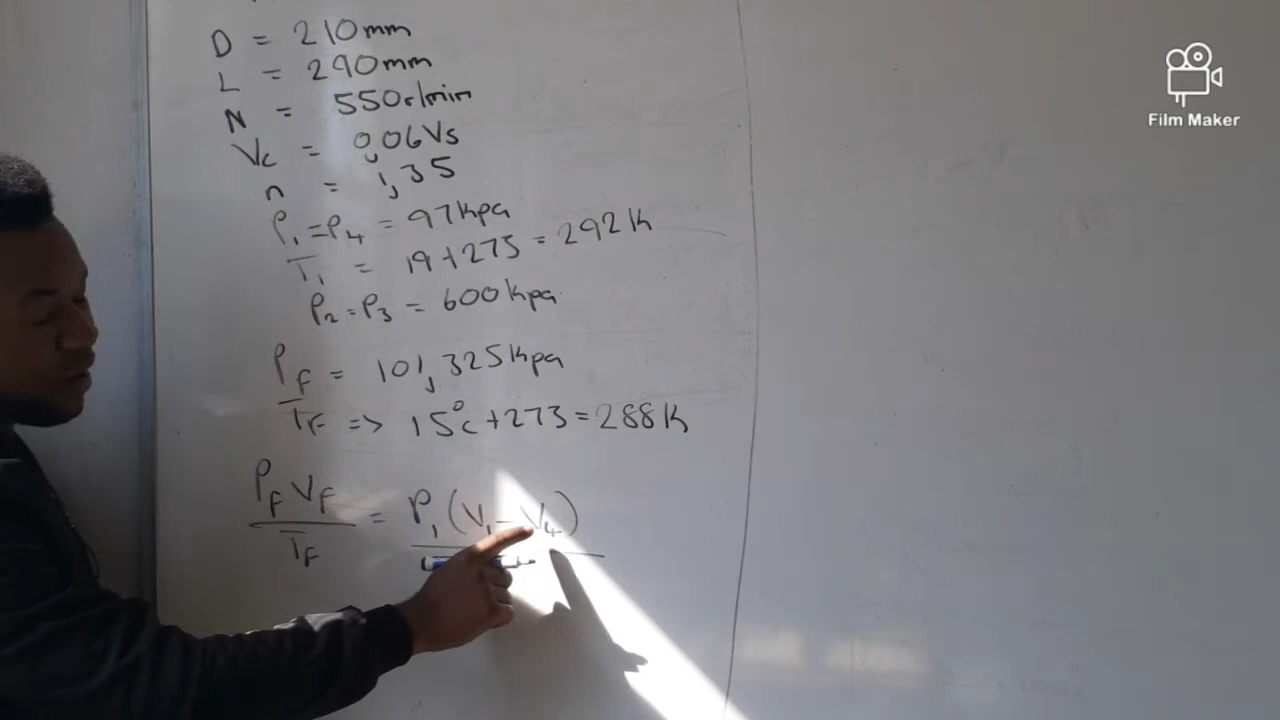 D = 210mm
L = 290mm
N = 550r/min
Vc = 0,06Vs
n = 1,35
P1 = P4 = 97kpa
T1 = 19+273 = 292K
P2 = P3 = 600kpa
PF = 101,325kpa
TF => 15°c+273 = 288K
PF VF = P1 (V1 - V4)
TF
Film Maker